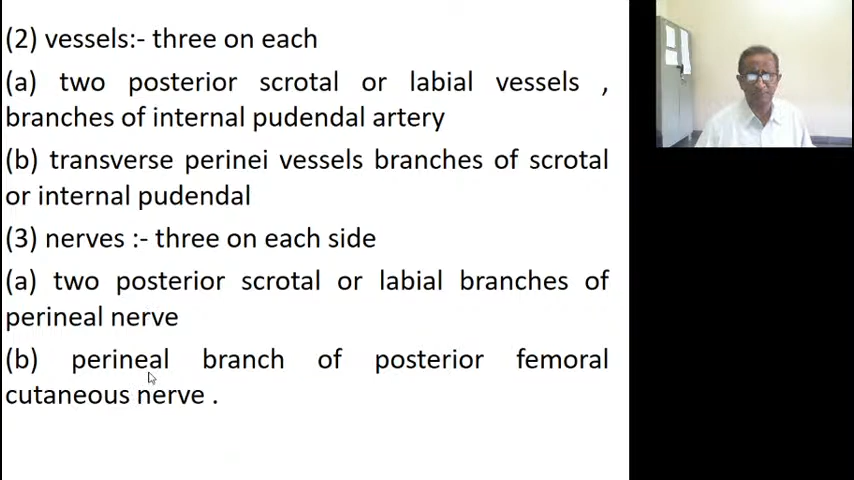 (2) vessels:- three on each
(a) two posterior scrotal or labial vessels ,
branches of internal pudendal artery
(b) transverse perinei vessels branches of scrotal
or internal pudendal
(3) nerves :- three on each side
(a) two posterior scrotal or labial branches of
perineal nerve
(b) perineal branch of posterior femoral
cutaneous nerve .